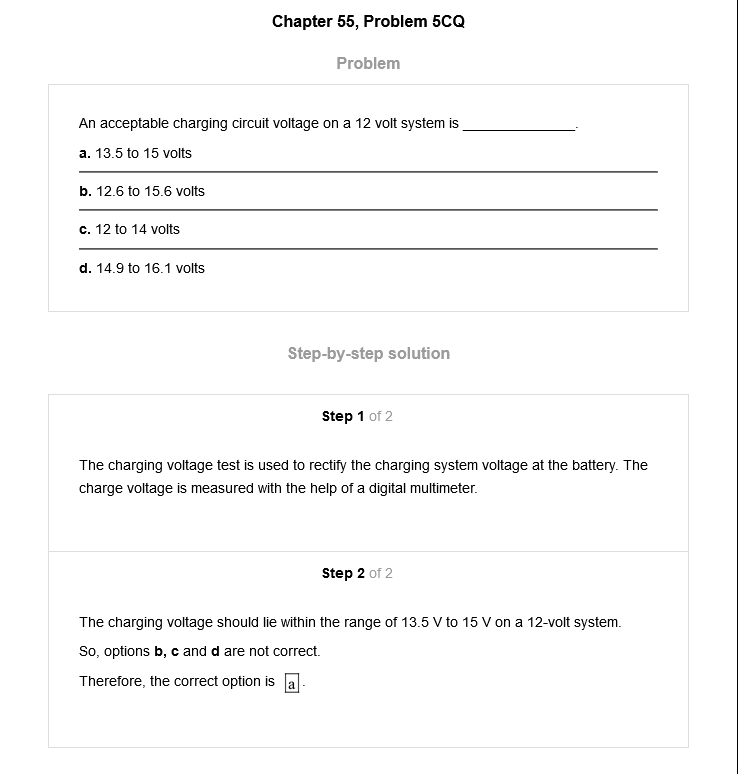 Chapter 55, Problem 5CQ
Problem
An acceptable charging circuit voltage on a 12 volt system is _______________.
a. 13.5 to 15 volts
b. 12.6 to 15.6 volts
c. 12 to 14 volts
d. 14.9 to 16.1 volts
Step-by-step solution
Step 1 of 2
The charging voltage test is used to rectify the charging system voltage at the battery. The
charge voltage is measured with the help of a digital multimeter.
Step 2 of 2
The charging voltage should lie within the range of 13.5 V to 15 V on a 12-volt system.
So, options b, c and d are not correct.
Therefore, the correct option is a.